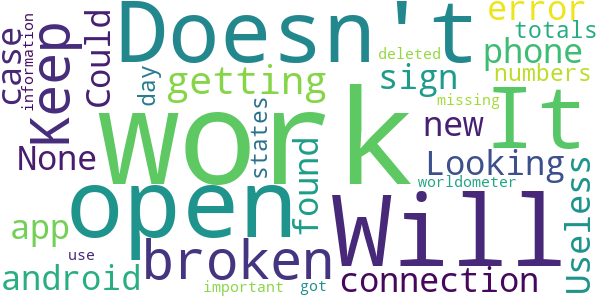 Doesn't
error
totals
phone
numbers
case
information
Keep
Could
day
getting
deleted
sign
missing
work
It
None
states
found
new
Looking
worldometer
Useless
open
Will
app
broken
use
android
important
got
connection